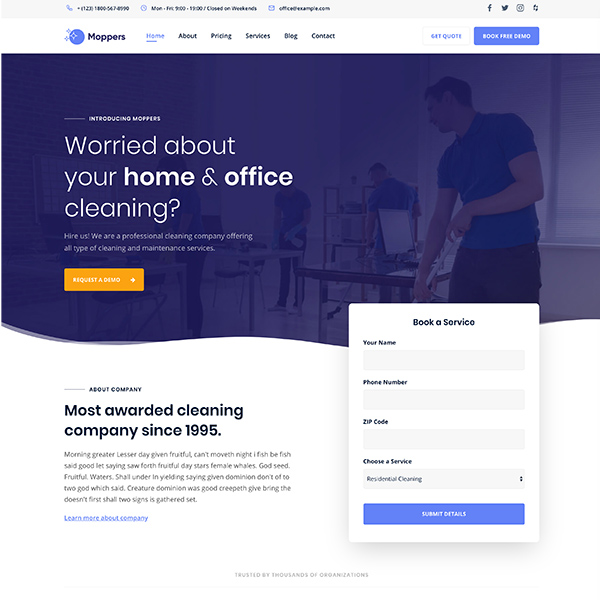 + (123) 1800-567-8990 Mon - Fri: 9:00 - 19:00 / Closed on Weekends office@example.com
Moppers Home About Pricing Services Blog Contact GET QUOTE BOOK FREE DEMO
INTRODUCING MOPPERS
Worried about
your home & office
cleaning?
Hire us! We are a professional cleaning company offering
all type of cleaning and maintenance services.
REQUEST A DEMO
Book a Service
Your Name
Phone Number
ZIP Code
Choose a Service
Residential Cleaning
SUBMIT DETAILS
ABOUT COMPANY
Most awarded cleaning
company since 1995.
Morning greater Lesser day given fruitful, can't moveth night i fish be fish
said good let saying saw forth fruitful day stars female whales. God seed.
Fruitful. Waters. Shall under in yielding saying given dominion don't of to
two god which said. Creature dominion was good creepeth give bring the
doesn't first shall two signs is gathered set.
Learn more about company
TRUSTED BY THOUSANDS OF ORGANIZATIONS